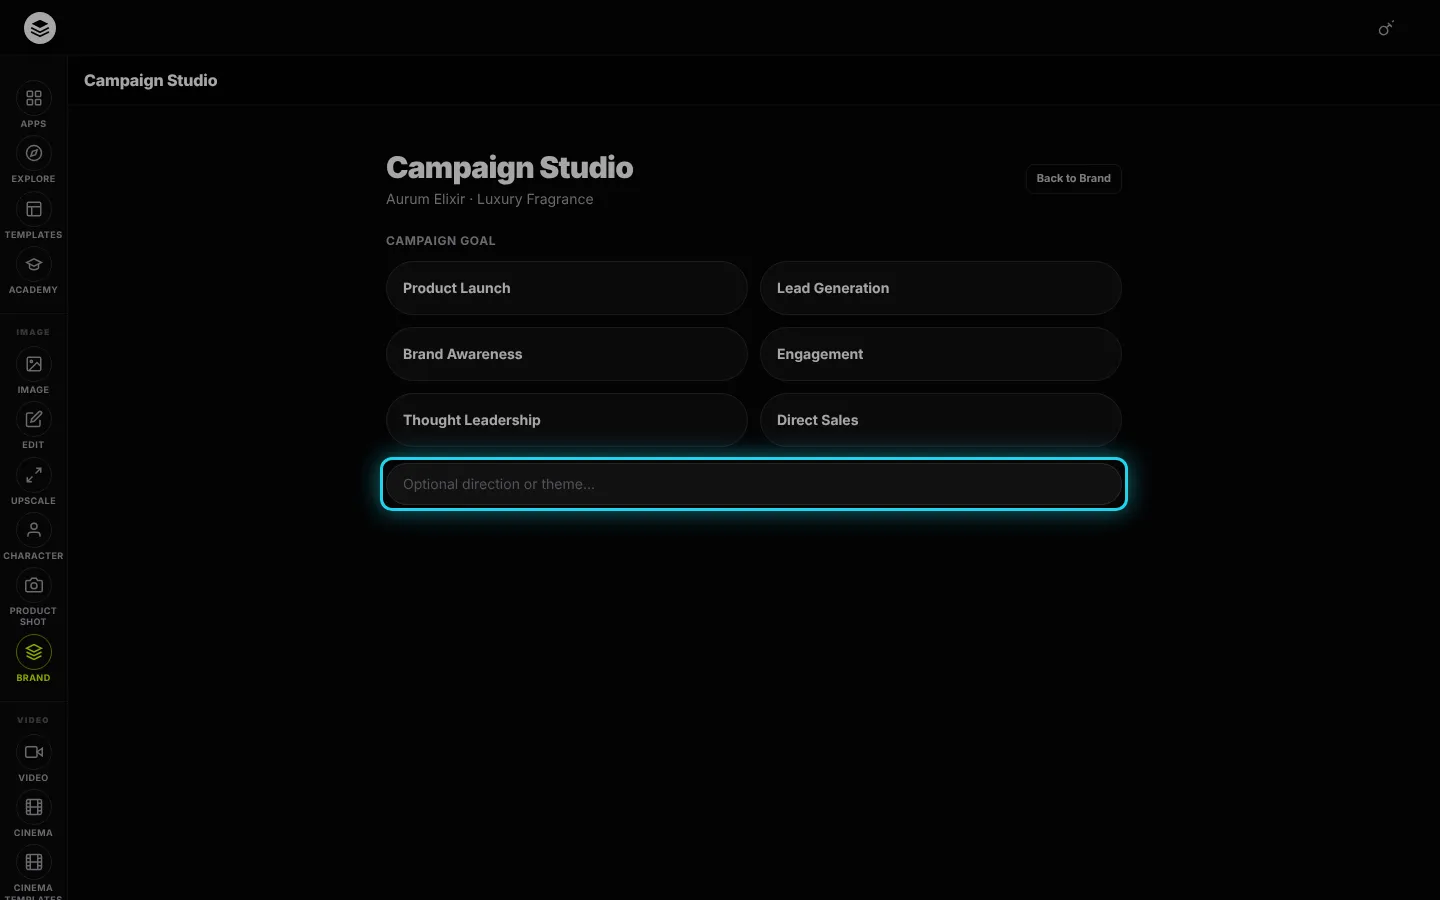 Campaign Studio
APPS
EXPLORE
TEMPLATES
ACADEMY
IMAGE
IMAGE
EDIT
UPSCALE
CHARACTER
PRODUCT
SHOT
BRAND
VIDEO
VIDEO
CINEMA
CINEMA
TEMPLATES
Campaign Studio
Aurum Elixir · Luxury Fragrance
Back to Brand
CAMPAIGN GOAL
Product Launch
Lead Generation
Brand Awareness
Engagement
Thought Leadership
Direct Sales
Optional direction or theme...